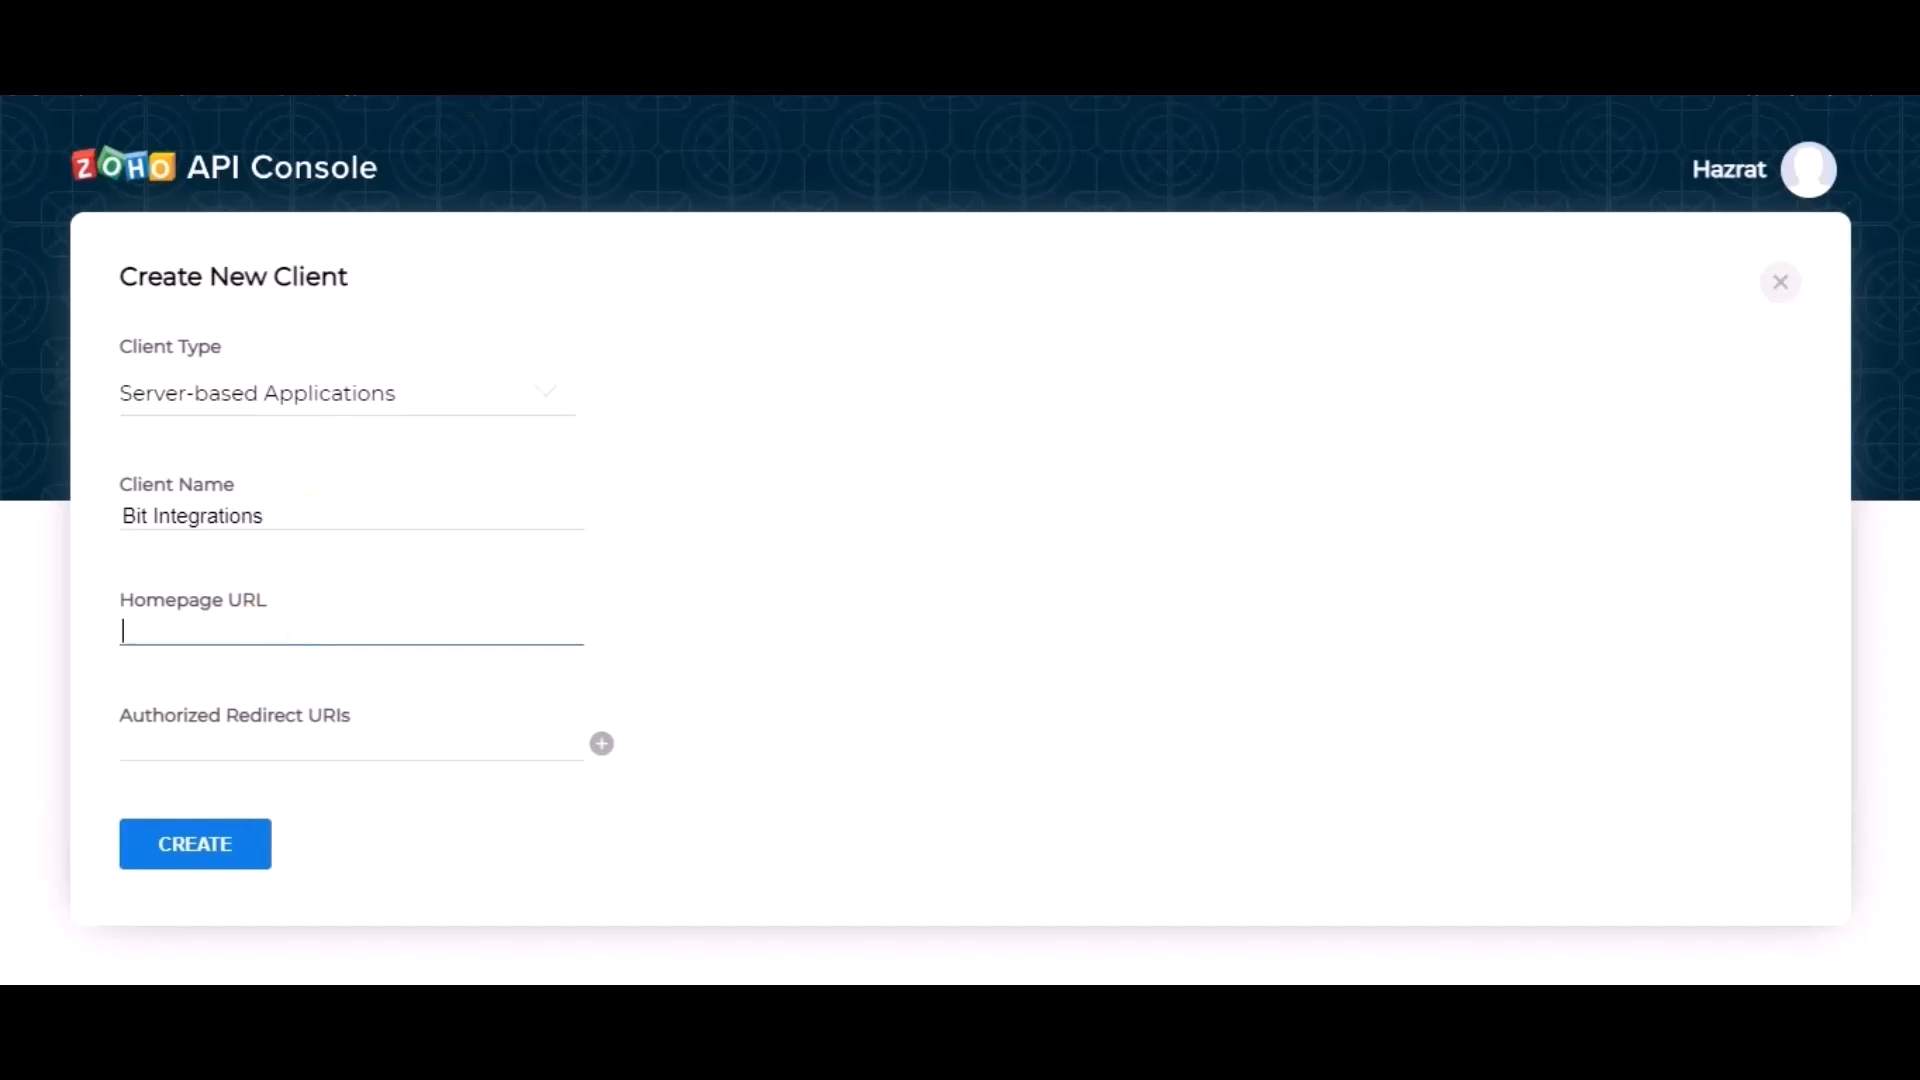 ZOHO API Console
Hazrat
Create New Client
Client Type
Server-based Applications
Client Name
Bit Integrations
Homepage URL
Authorized Redirect URIs
CREATE